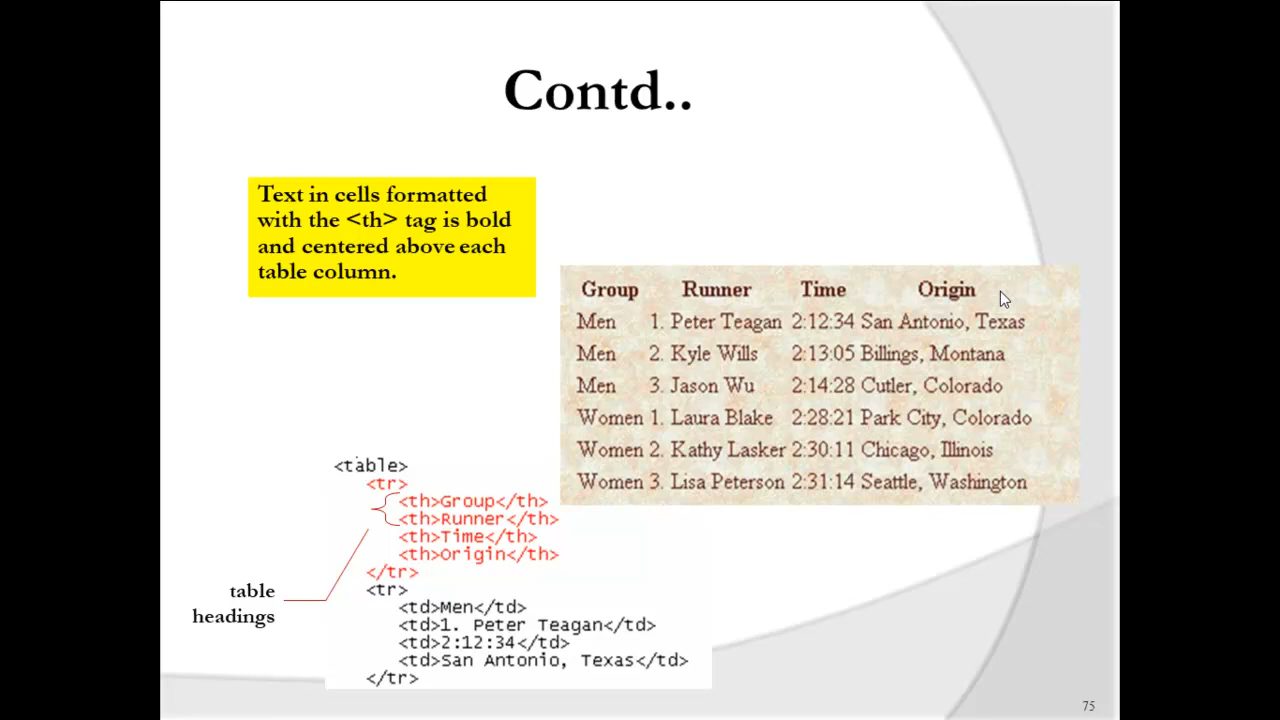 Contd..
Text in cells formatted
with the <th> tag is bold
and centered above each
table column.
Group Runner Time Origin
Men 1. Peter Teagan 2:12:34 San Antonio, Texas
Men 2. Kyle Wills 2:13:05 Billings, Montana
Men 3. Jason Wu 2:14:28 Cutler, Colorado
Women 1. Laura Blake 2:28:21 Park City, Colorado
Women 2. Kathy Lasker 2:30:11 Chicago, Illinois
Women 3. Lisa Peterson 2:31:14 Seattle, Washington
<table>
<tr>
<th>Group</th>
<th>Runner</th>
<th>Time</th>
<th>Origin</th>
</tr>
<tr>
<td>Men</td>
<td>1. Peter Teagan</td>
<td>2:12:34</td>
<td>San Antonio, Texas</td>
</tr>
table
headings
75